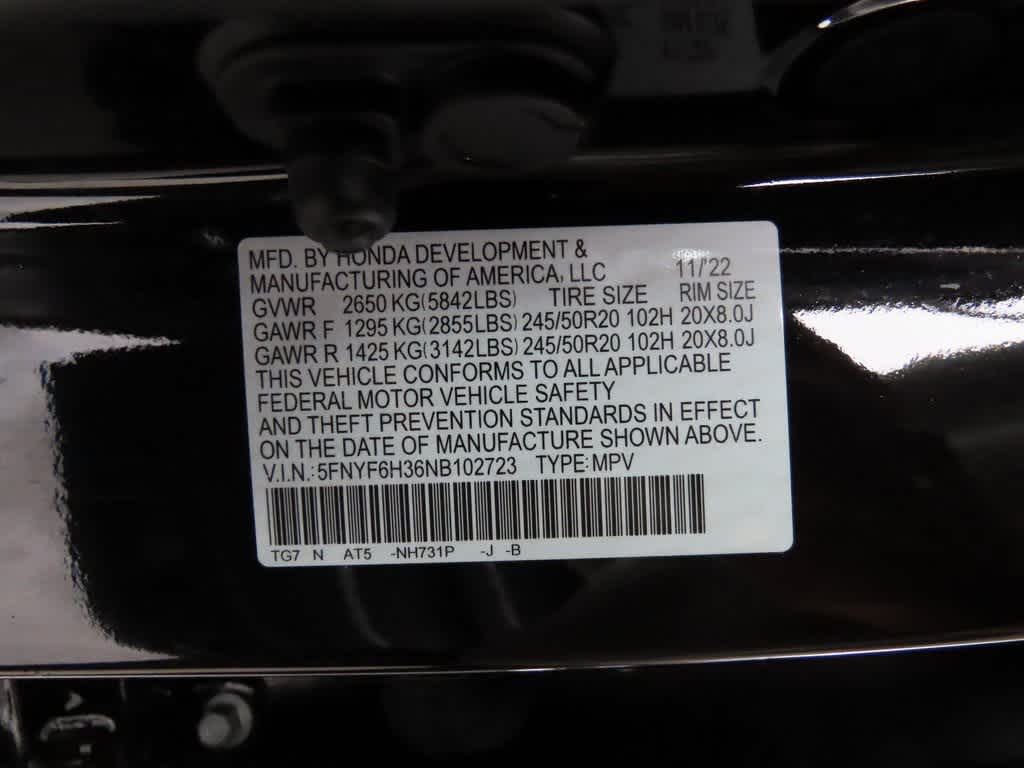 MFD. BY HONDA DEVELOPMENT &
MANUFACTURING OF AMERICA, LLC 11/'22
GVWR 2650 KG(5842LBS) TIRE SIZE RIM SIZE
GAWR F 1295 KG(2855LBS) 245/50R20 102H 20X8.0J
GAWR R 1425 KG(3142LBS) 245/50R20 102H 20X8.0J
THIS VEHICLE CONFORMS TO ALL APPLICABLE
FEDERAL MOTOR VEHICLE SAFETY
AND THEFT PREVENTION STANDARDS IN EFFECT
ON THE DATE OF MANUFACTURE SHOWN ABOVE.
V.I.N.: 5FNYF6H36NB102723 TYPE:MPV
TG7 N AT5 -NH731P -J -B